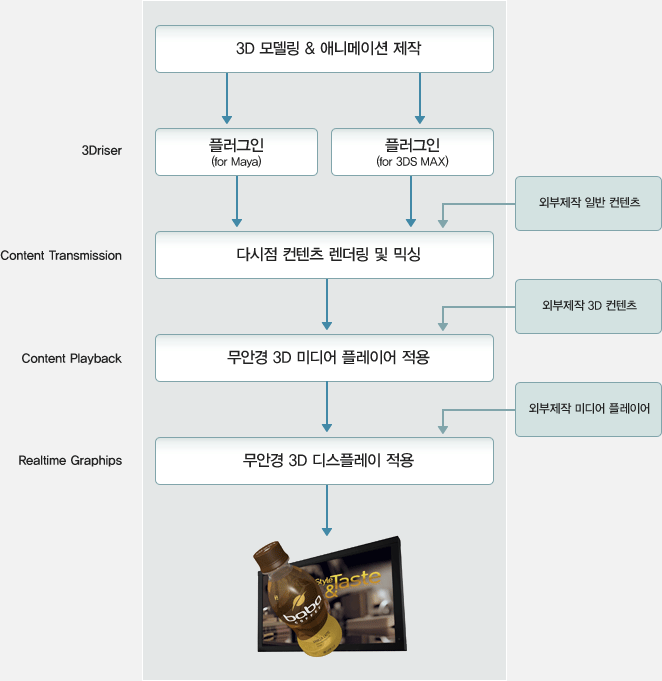 3D 모델링 & 애니메이션 제작
3Driser
플러그인
(for Maya)
플러그인
(for 3DS MAX)
외부제작 일반 컨텐츠
Content Transmission
다시점 컨텐츠 렌더링 및 믹싱
외부제작 3D 컨텐츠
Content Playback
무안경 3D 미디어 플레이어 적용
외부제작 미디어 플레이어
Realtime Graphips
무안경 3D 디스플레이 적용
Style
&Taste
babo